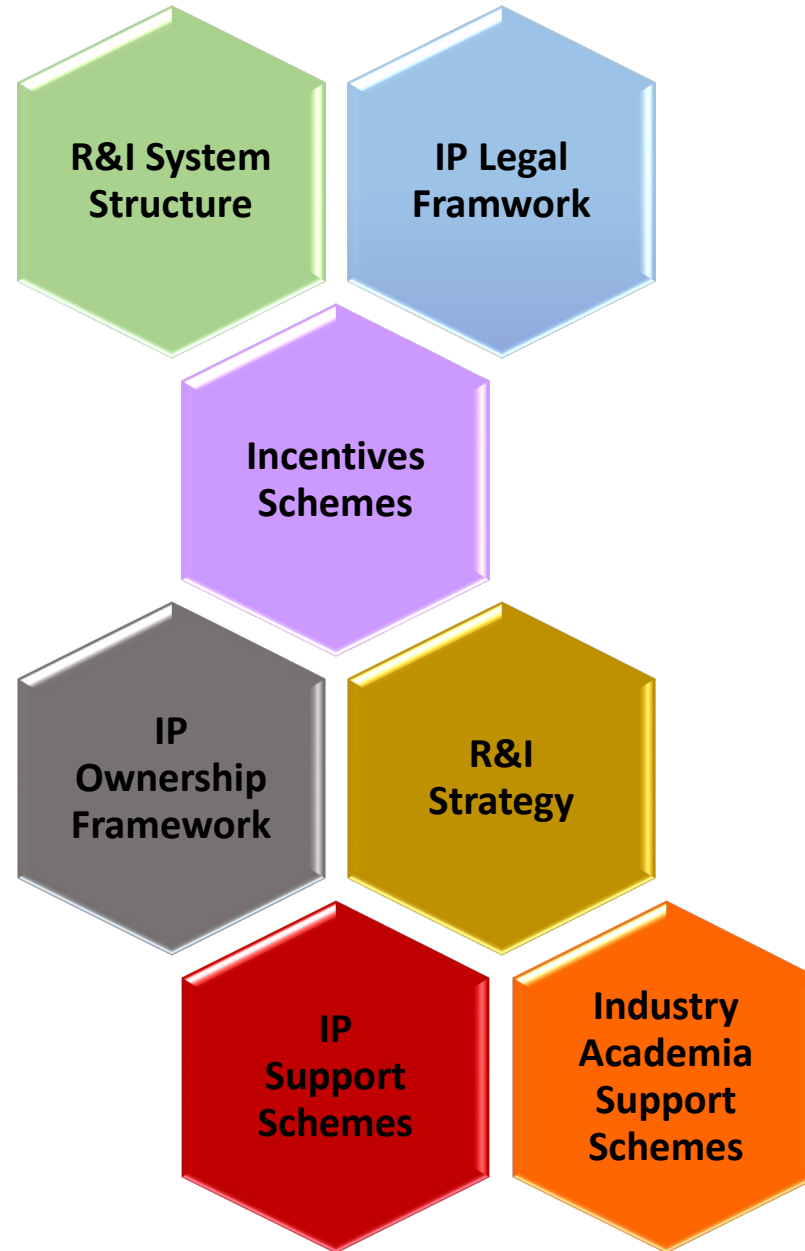 R&I System
Structure
IP Legal
Framwork
Incentives
Schemes
IP
Ownership
Framework
R&I
Strategy
IP
Support
Schemes
Industry
Academia
Support
Schemes